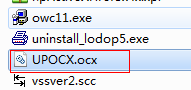 owc11.exe
uninstall_lodop5.exe
UPOCX.ocx
vssver2.scc